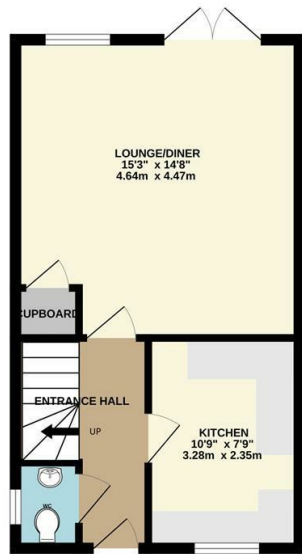 LOUNGE/DINER
15'3" x 14'8"
4.64m x 4.47m
CUPBOARD
ENTRANCE HALL
UP
KITCHEN
10'9" x 7'9"
3.28m x 2.35m
WC